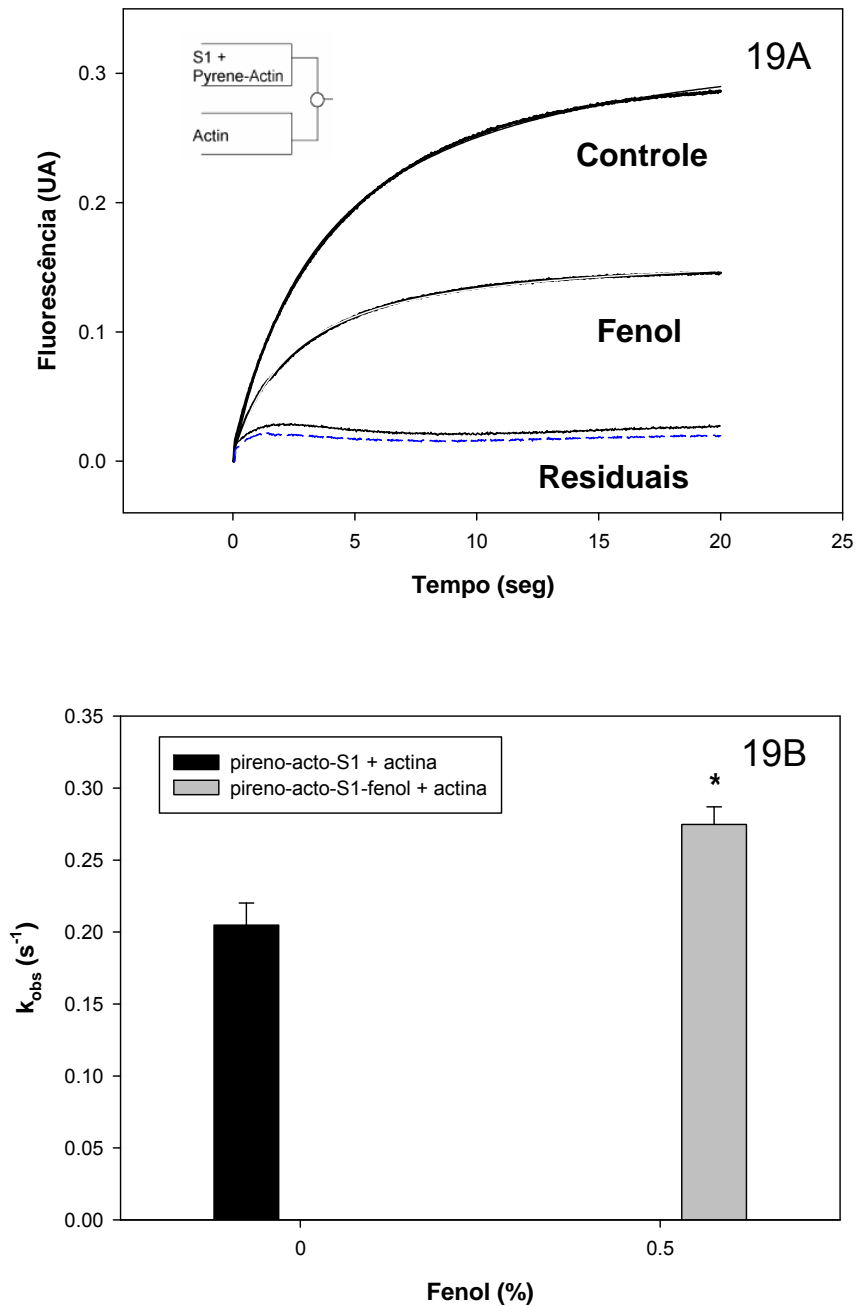 19A
S1 +
Pyrene-Actin
Actin
Controle
Fenol
Residuais
Fluorescência (UA)
0.3
0.2
0.1
0.0
0 5 10 15 20 25
Tempo (seg)
19B
pireno-acto-S1 + actina
pireno-acto-S1-fenol + actina
*
kobs (s-1)
0.35
0.30
0.25
0.20
0.15
0.10
0.05
0.00
0 0.5
Fenol (%)